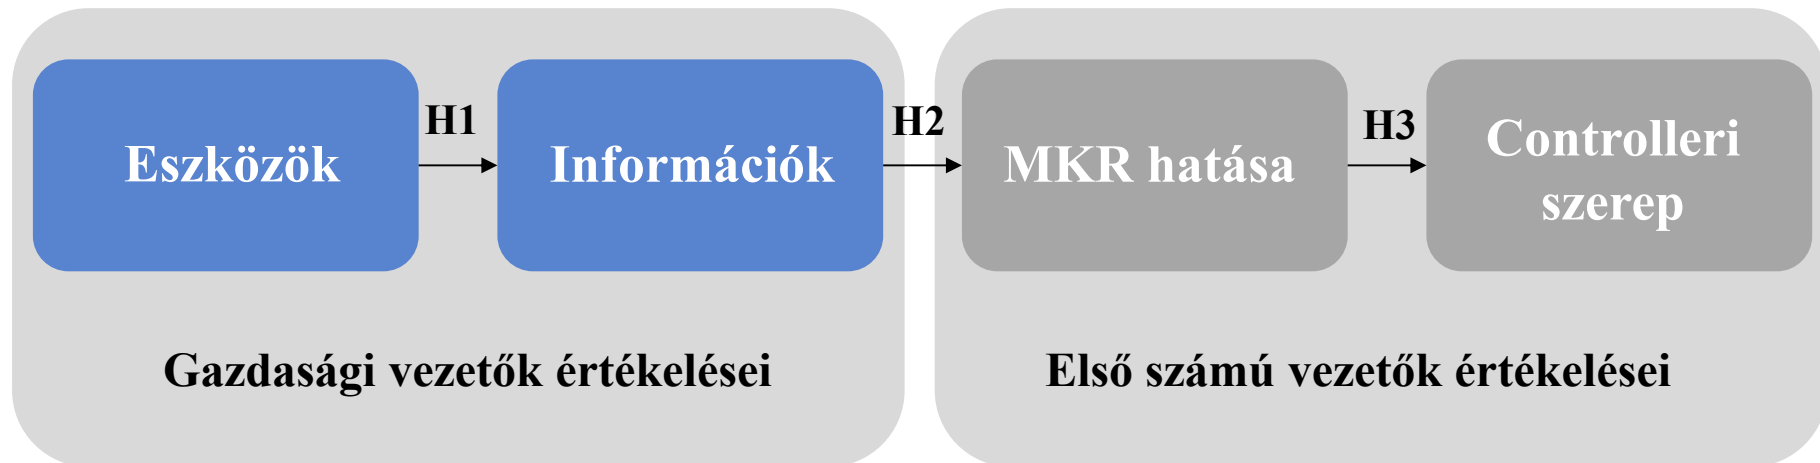 Eszközök
H1
Információk
H2
MKR hatása
H3
Controlleri
szerep
Gazdasági vezetők értékelései
Első számú vezetők értékelései